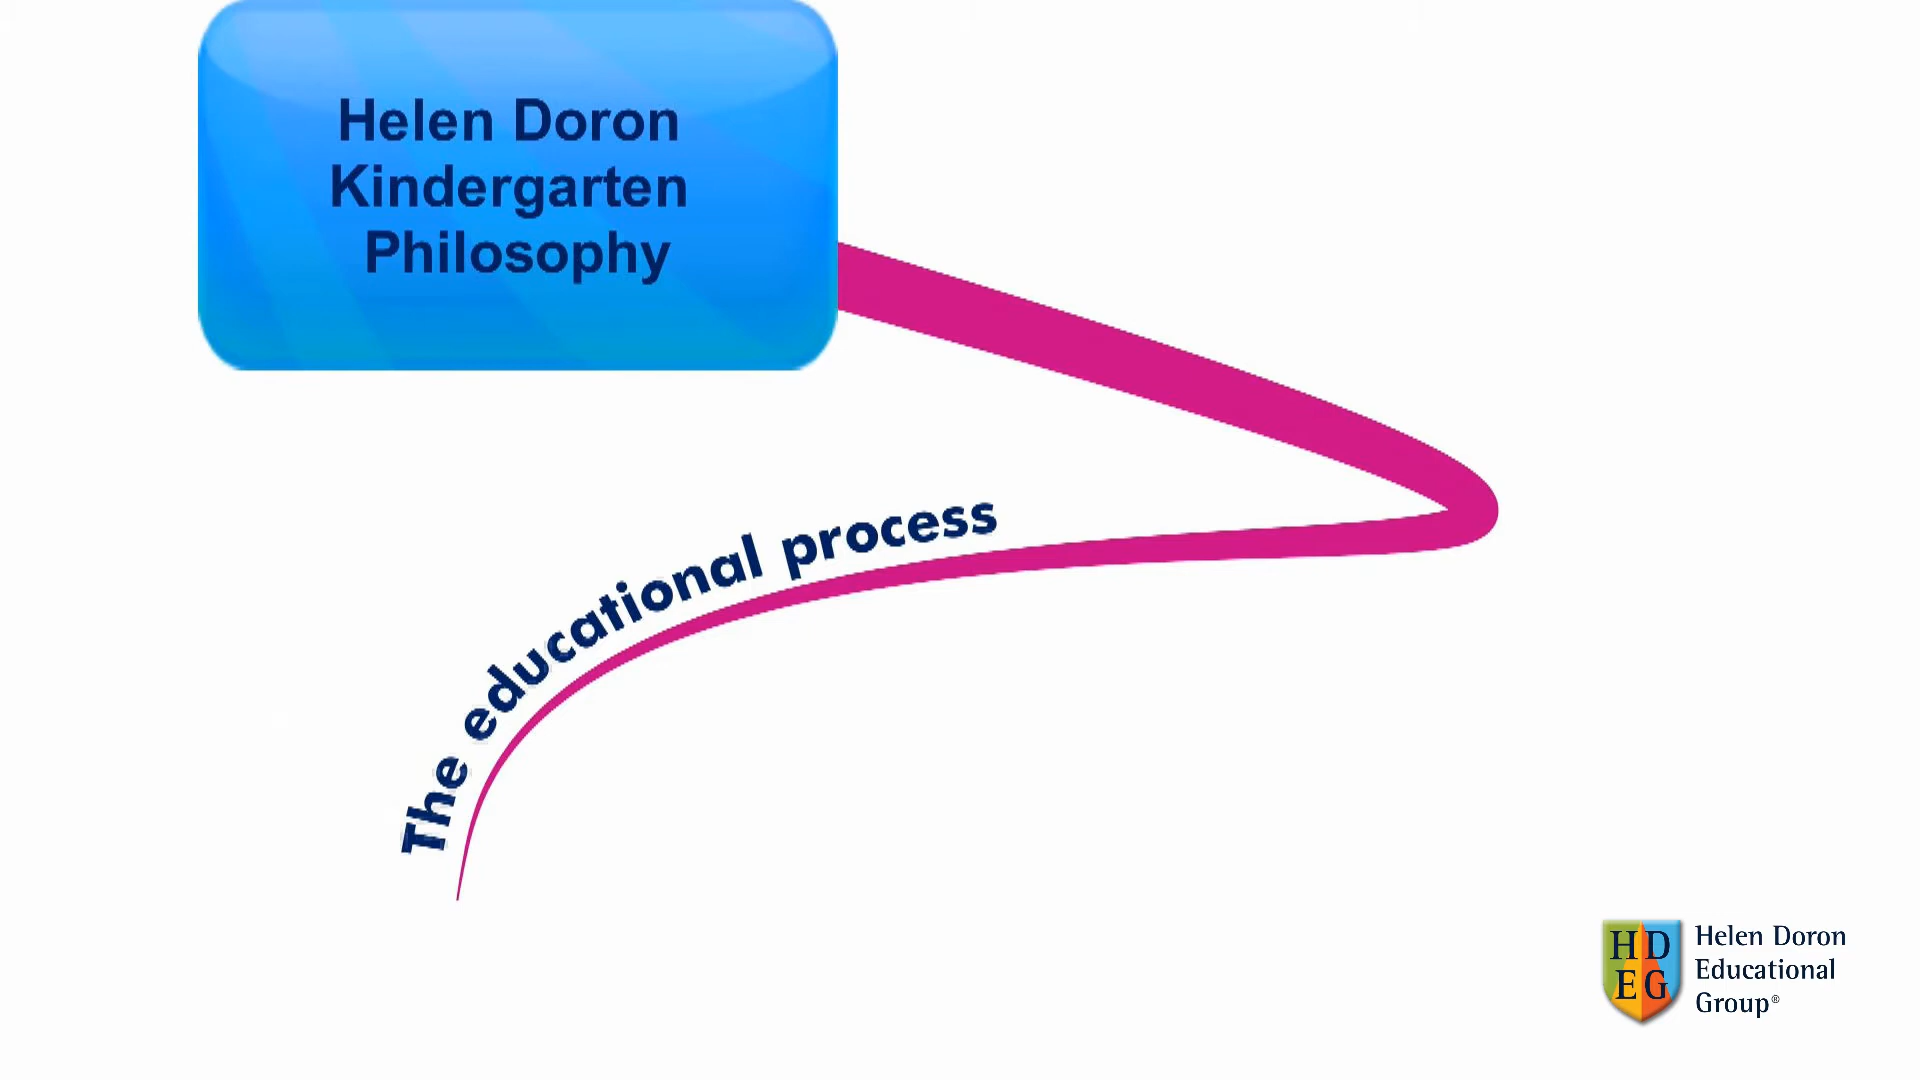 Helen Doron
Kindergarten
Philosophy
The educational process
HD
EG
Helen Doron
Educational
Group®